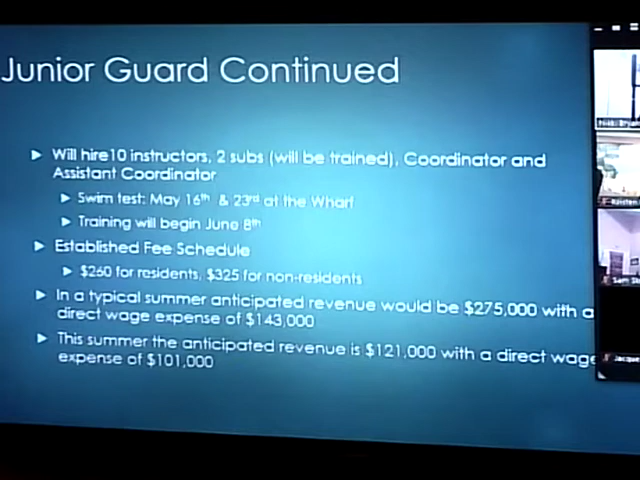 Junior Guard Continued
Will hire10 instructors, 2 subs (will be trained), Coordinator and
Assistant Coordinator
Swim test: May 16th & 23rd at the Wharf
Training will begin June 8th
Established Fee Schedule
$260 for residents, $325 for non-residents
In a typical summer anticipated revenue would be $275,000 with a
direct wage expense of $143,000
This summer the anticipated revenue is $121,000 with a direct wage
expense of $101,000
Sam